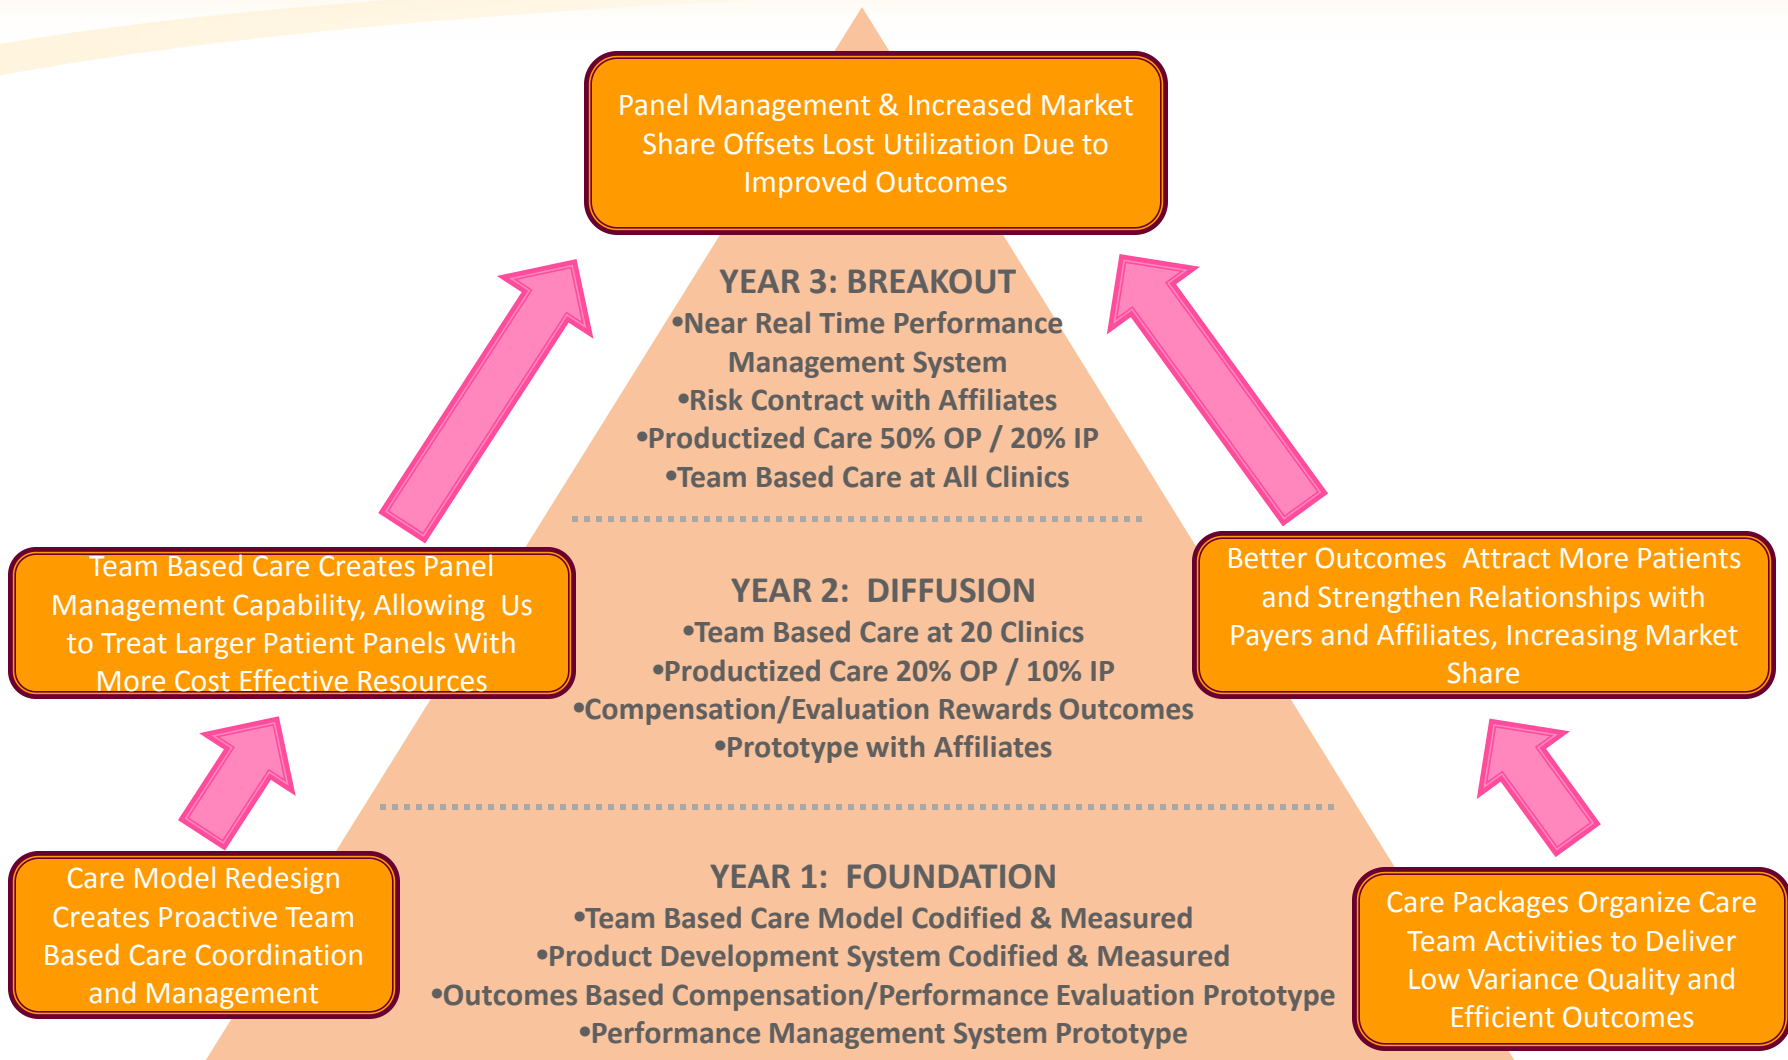 Panel Management & Increased Market
Share Offsets Lost Utilization Due to
Improved Outcomes
YEAR 3: BREAKOUT
•Near Real Time Performance
Management System
•Risk Contract with Affiliates
•Productized Care 50% OP / 20% IP
•Team Based Care at All Clinics
Team Based Care Creates Panel
Management Capability, Allowing Us
to Treat Larger Patient Panels With
More Cost Effective Resources
YEAR 2: DIFFUSION
•Team Based Care at 20 Clinics
•Productized Care 20% OP / 10% IP
•Compensation/Evaluation Rewards Outcomes
•Prototype with Affiliates
Better Outcomes Attract More Patients
and Strengthen Relationships with
Payers and Affiliates, Increasing Market
Share
Care Model Redesign
Creates Proactive Team
Based Care Coordination
and Management
YEAR 1: FOUNDATION
•Team Based Care Model Codified & Measured
•Product Development System Codified & Measured
•Outcomes Based Compensation/Performance Evaluation Prototype
•Performance Management System Prototype
Care Packages Organize Care
Team Activities to Deliver
Low Variance Quality and
Efficient Outcomes